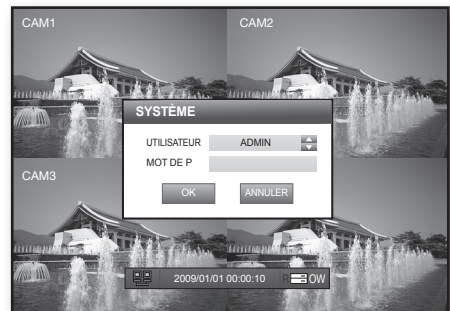 CAM1
CAM2
SYSTÈME
UTILISATEUR ADMIN
MOT DE P
OK ANNULER
CAM3
2009/01/01 00:00:10 R OW